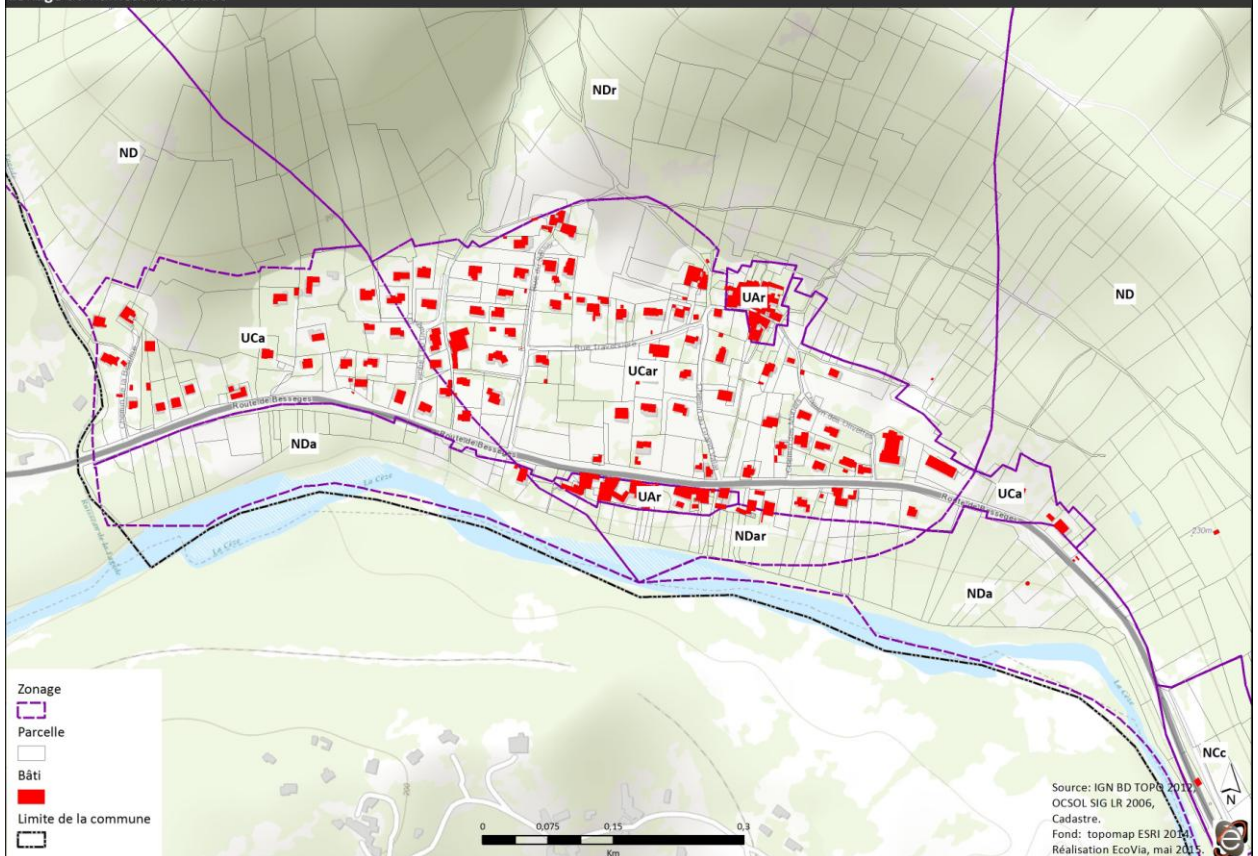 NDr
ND
ND
UAr
UCa
UCar
Rue Traversière
Route de Besseges
NDa
Route de Besseges
UAr
UCa
Route de Besseges
NDar
NDa
La Cèze
La Cèze
La Cèze
230m
200
NCc
N
Zonage
Parcelle
Bâti
Limite de la commune
0 0,075 0,15 0,3
Km
Source: IGN BD TOPO 2012,
OCSOL SIG LR 2006,
Cadastre.
Fond: topomap ESRI 2014.
Réalisation EcoVia, mai 2015.